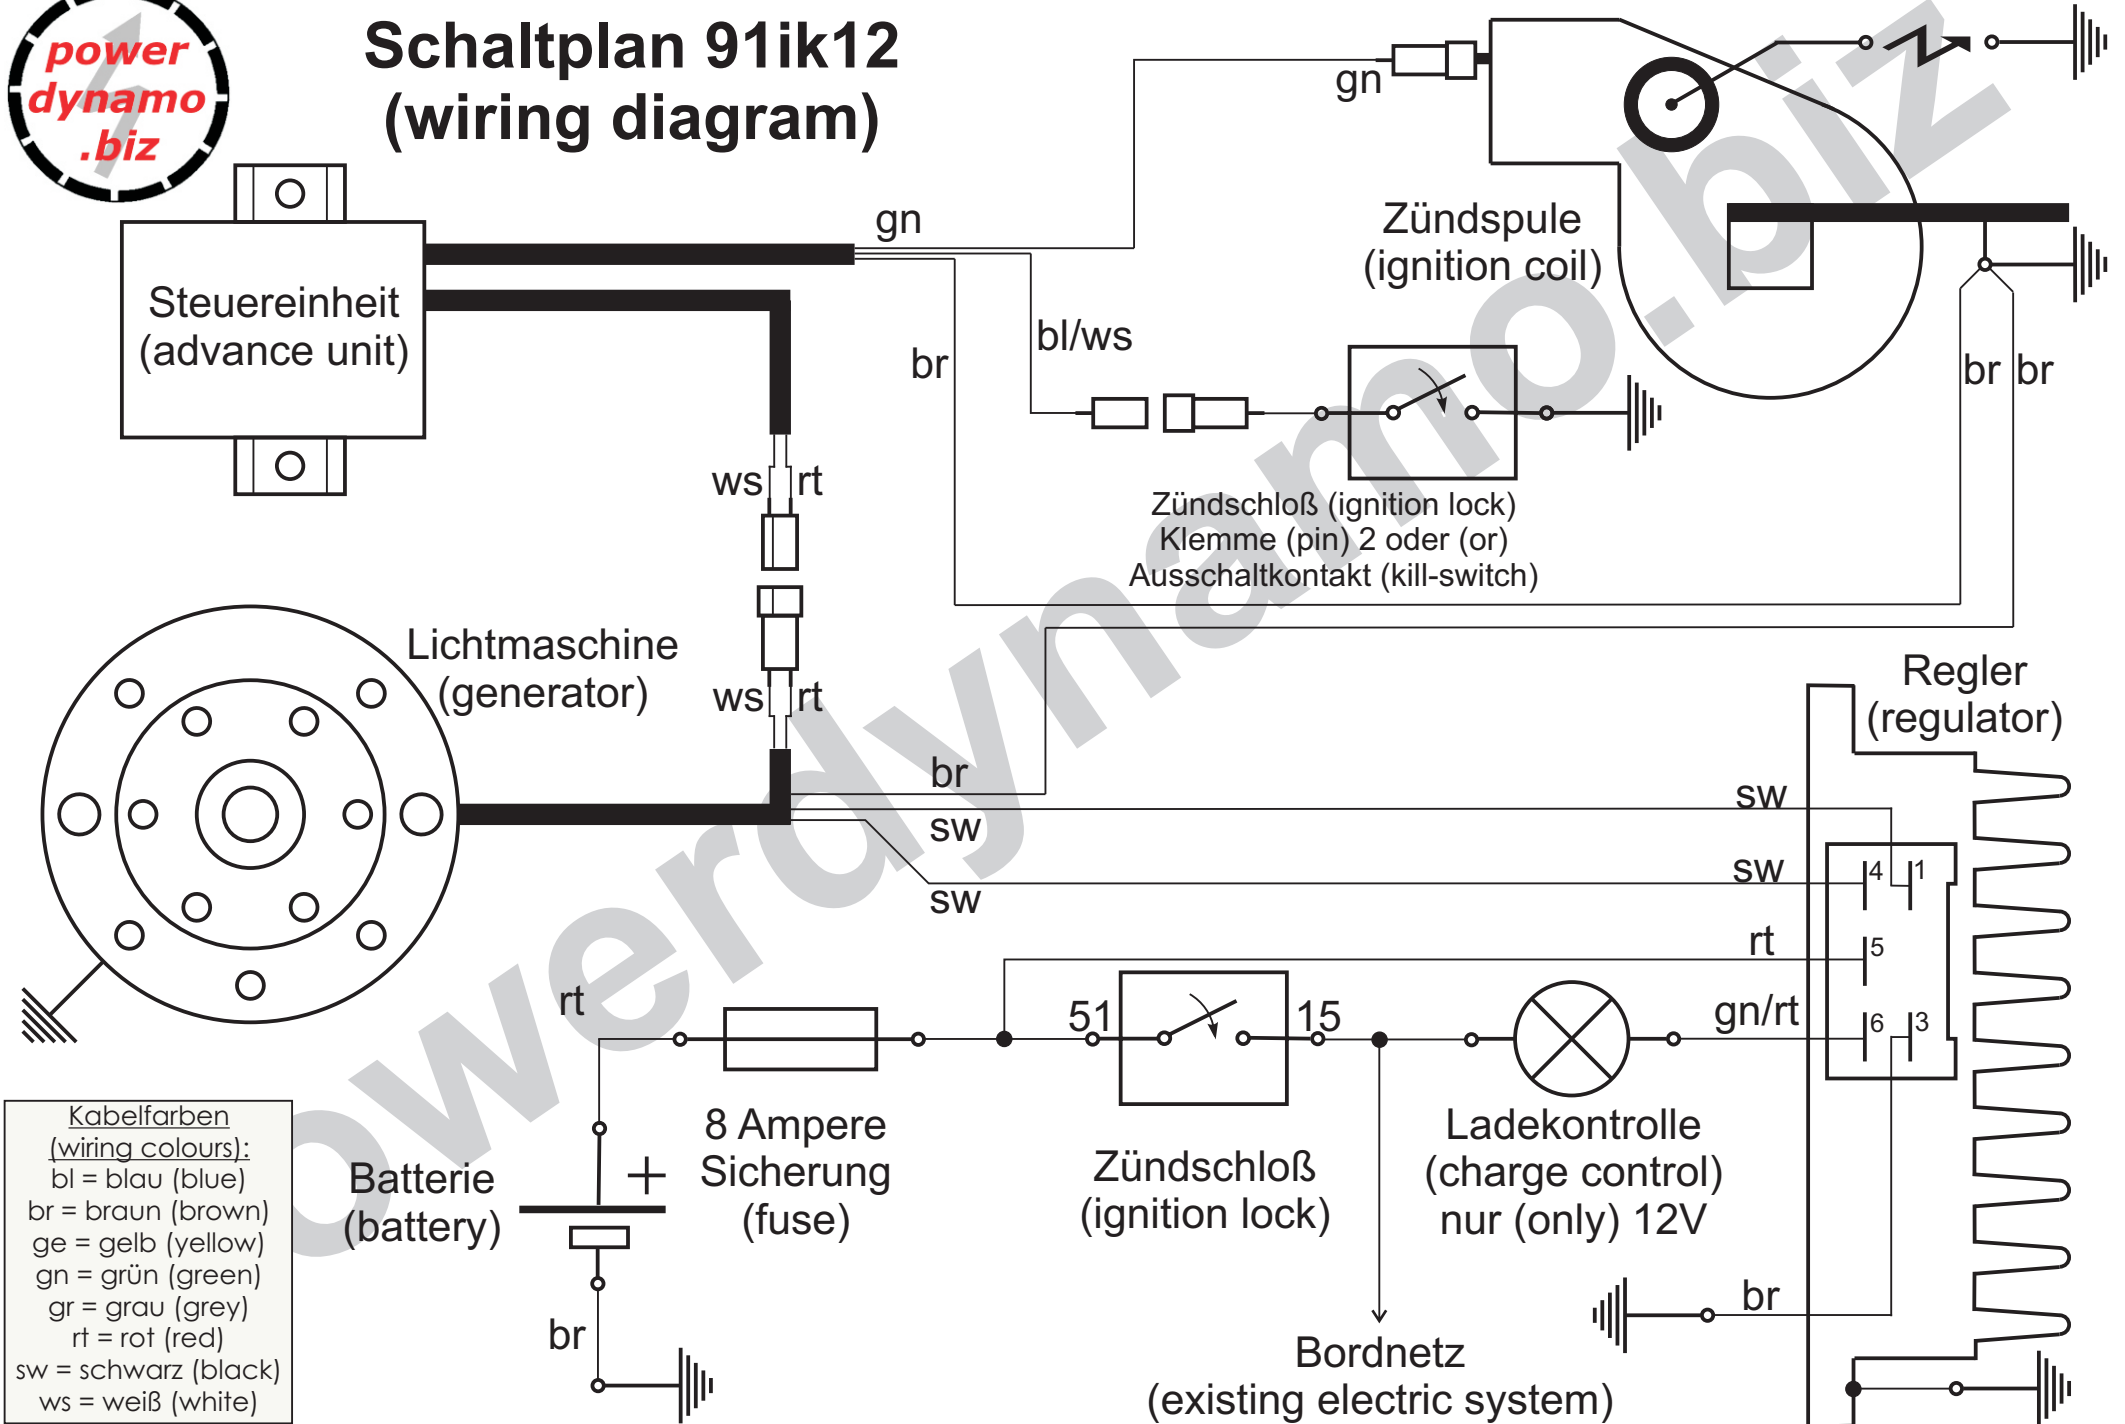 power
dynamo
.biz
Schaltplan 91ik12
(wiring diagram)
gn
gn
Zündspule
(ignition coil)
Steuereinheit
(advance unit)
bl/ws
br
br
br
ws
rt
Zündschloß (ignition lock)
Klemme (pin) 2 oder (or)
Ausschaltkontakt (kill-switch)
Lichtmaschine
(generator)
ws
rt
Regler
(regulator)
br
sw
sw
sw
sw
4
1
rt
5
rt
51
15
gn/rt
6
3
8 Ampere
Sicherung
(fuse)
Batterie
(battery)
+
Zündschloß
(ignition lock)
Ladekontrolle
(charge control)
nur (only) 12V
br
br
Bordnetz
(existing electric system)
Kabelfarben
(wiring colours):
bl = blau (blue)
br = braun (brown)
ge = gelb (yellow)
gn = grün (green)
gr = grau (grey)
rt = rot (red)
sw = schwarz (black)
ws = weiß (white)
powerdynamo.biz